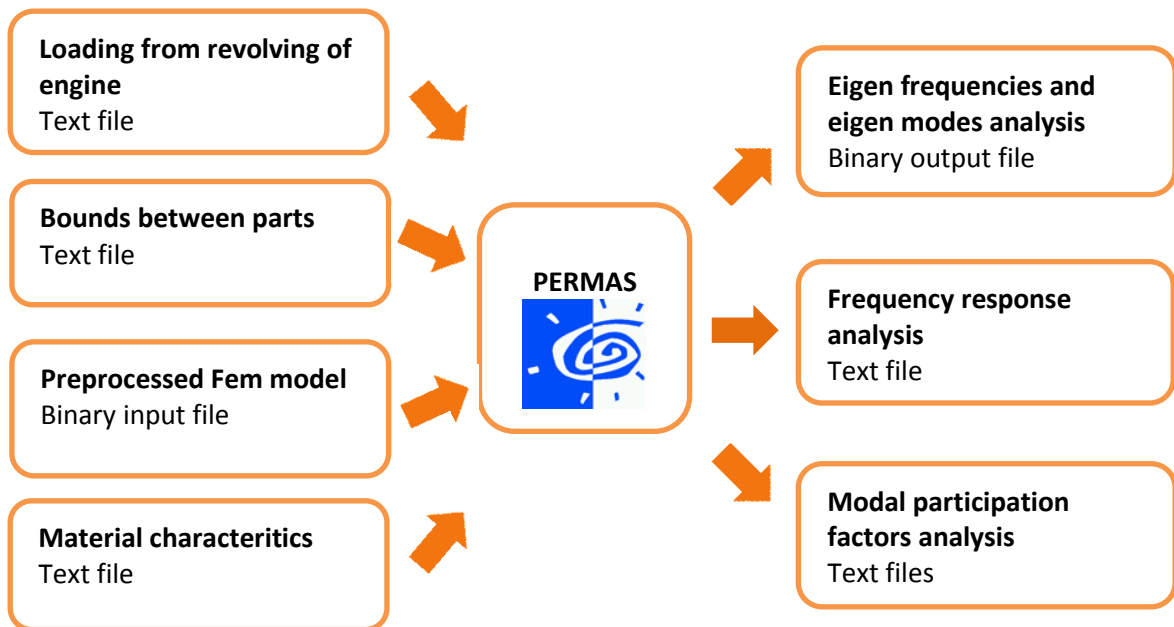 Loading from revolving of
engine
Text file
Bounds between parts
Text file
Preprocessed Fem model
Binary input file
Material characteritics
Text file
PERMAS
Eigen frequencies and
eigen modes analysis
Binary output file
Frequency response
analysis
Text file
Modal participation
factors analysis
Text files